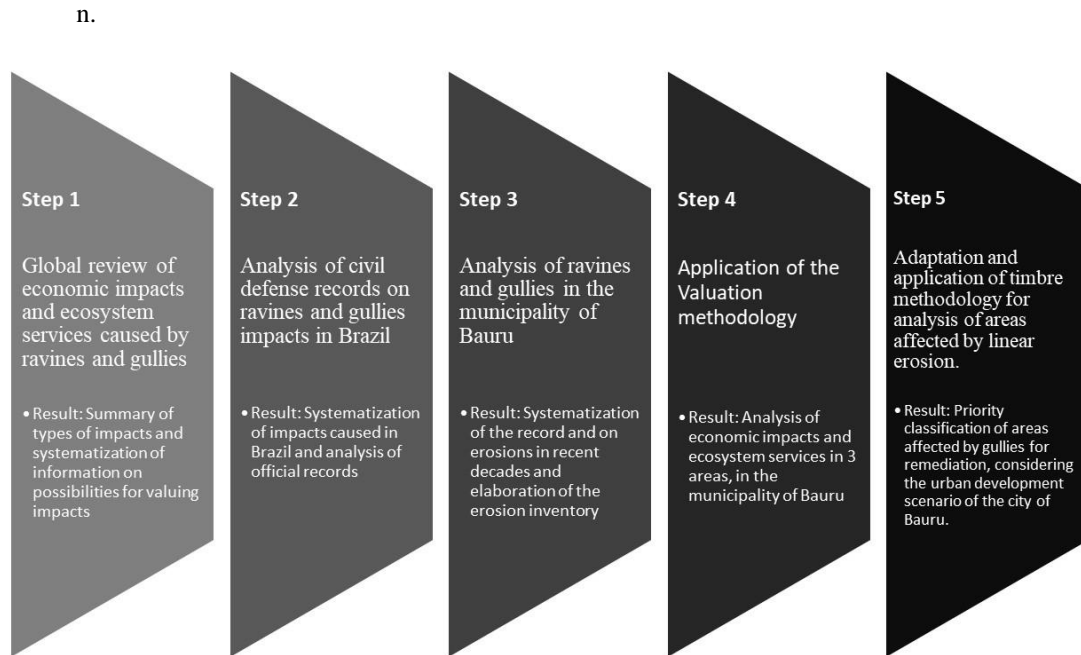 n.
Step 1
Global review of
economic impacts
and ecosystem
services caused by
ravines and gullies
• Result: Summary of
types of impacts and
systematization of
information on
possibilities for valuing
impacts
Step 2
Analysis of civil
defense records on
ravines and gullies
impacts in Brazil
• Result: Systematization
of impacts caused in
Brazil and analysis of
official records
Step 3
Analysis of ravines
and gullies in the
municipality of
Bauru
• Result: Systematization
of the record and on
erosions in recent
decades and
elaboration of the
erosion inventory
Step 4
Application of the
Valuation
methodology
• Result: Analysis of
economic impacts and
ecosystem services in 3
areas, in the
municipality of Bauru
Step 5
Adaptation and
application of timbre
methodology for
analysis of areas
affected by linear
erosion.
• Result: Priority
classification of areas
affected by gullies for
remediation, considering
the urban development
scenario of the city of
Bauru.